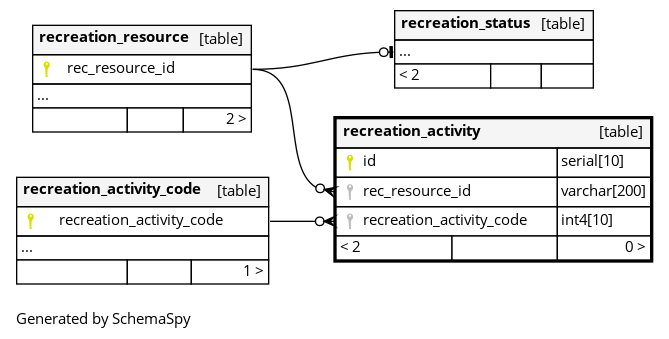 recreation_resource [table]
rec_resource_id
...
2 >
recreation_status [table]
...
< 2
recreation_activity [table]
id serial[10]
rec_resource_id varchar[200]
recreation_activity_code int4[10]
< 2 0 >
recreation_activity_code [table]
recreation_activity_code
...
1 >
Generated by SchemaSpy